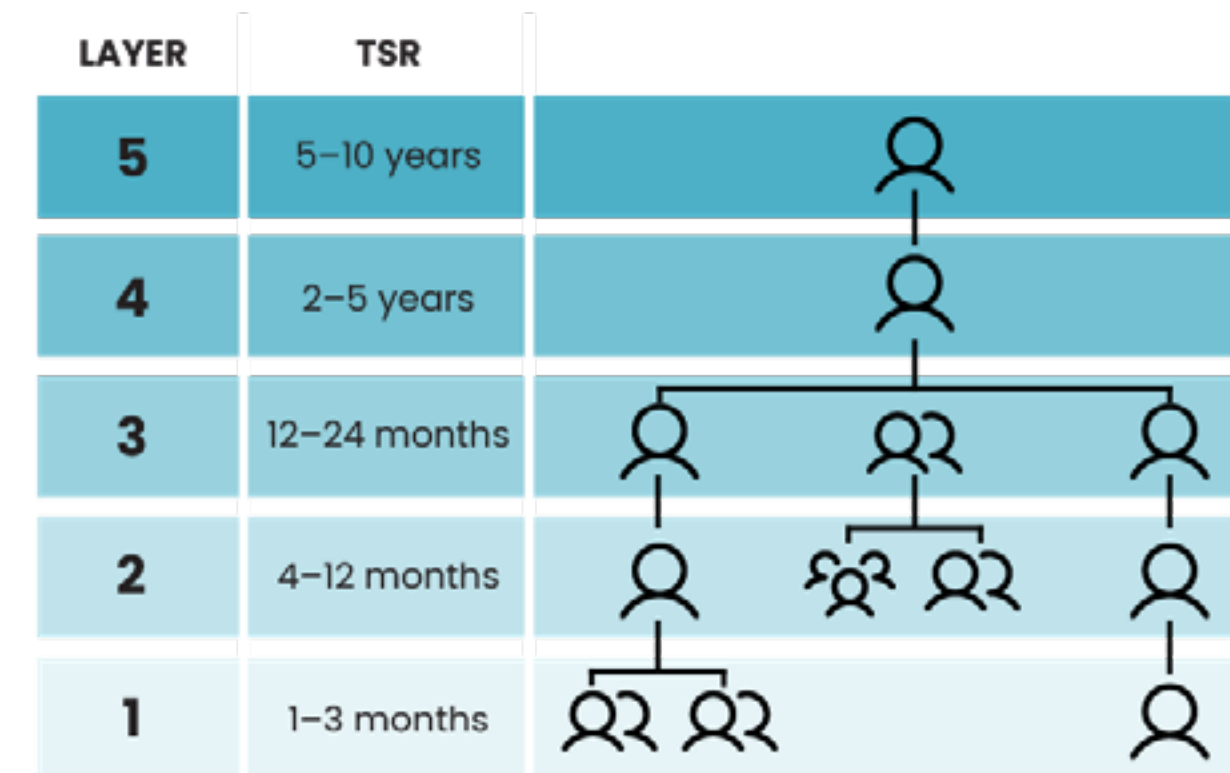 LAYER TSR
5 5–10 years
4 2–5 years
3 12–24 months
2 4–12 months
1 1–3 months